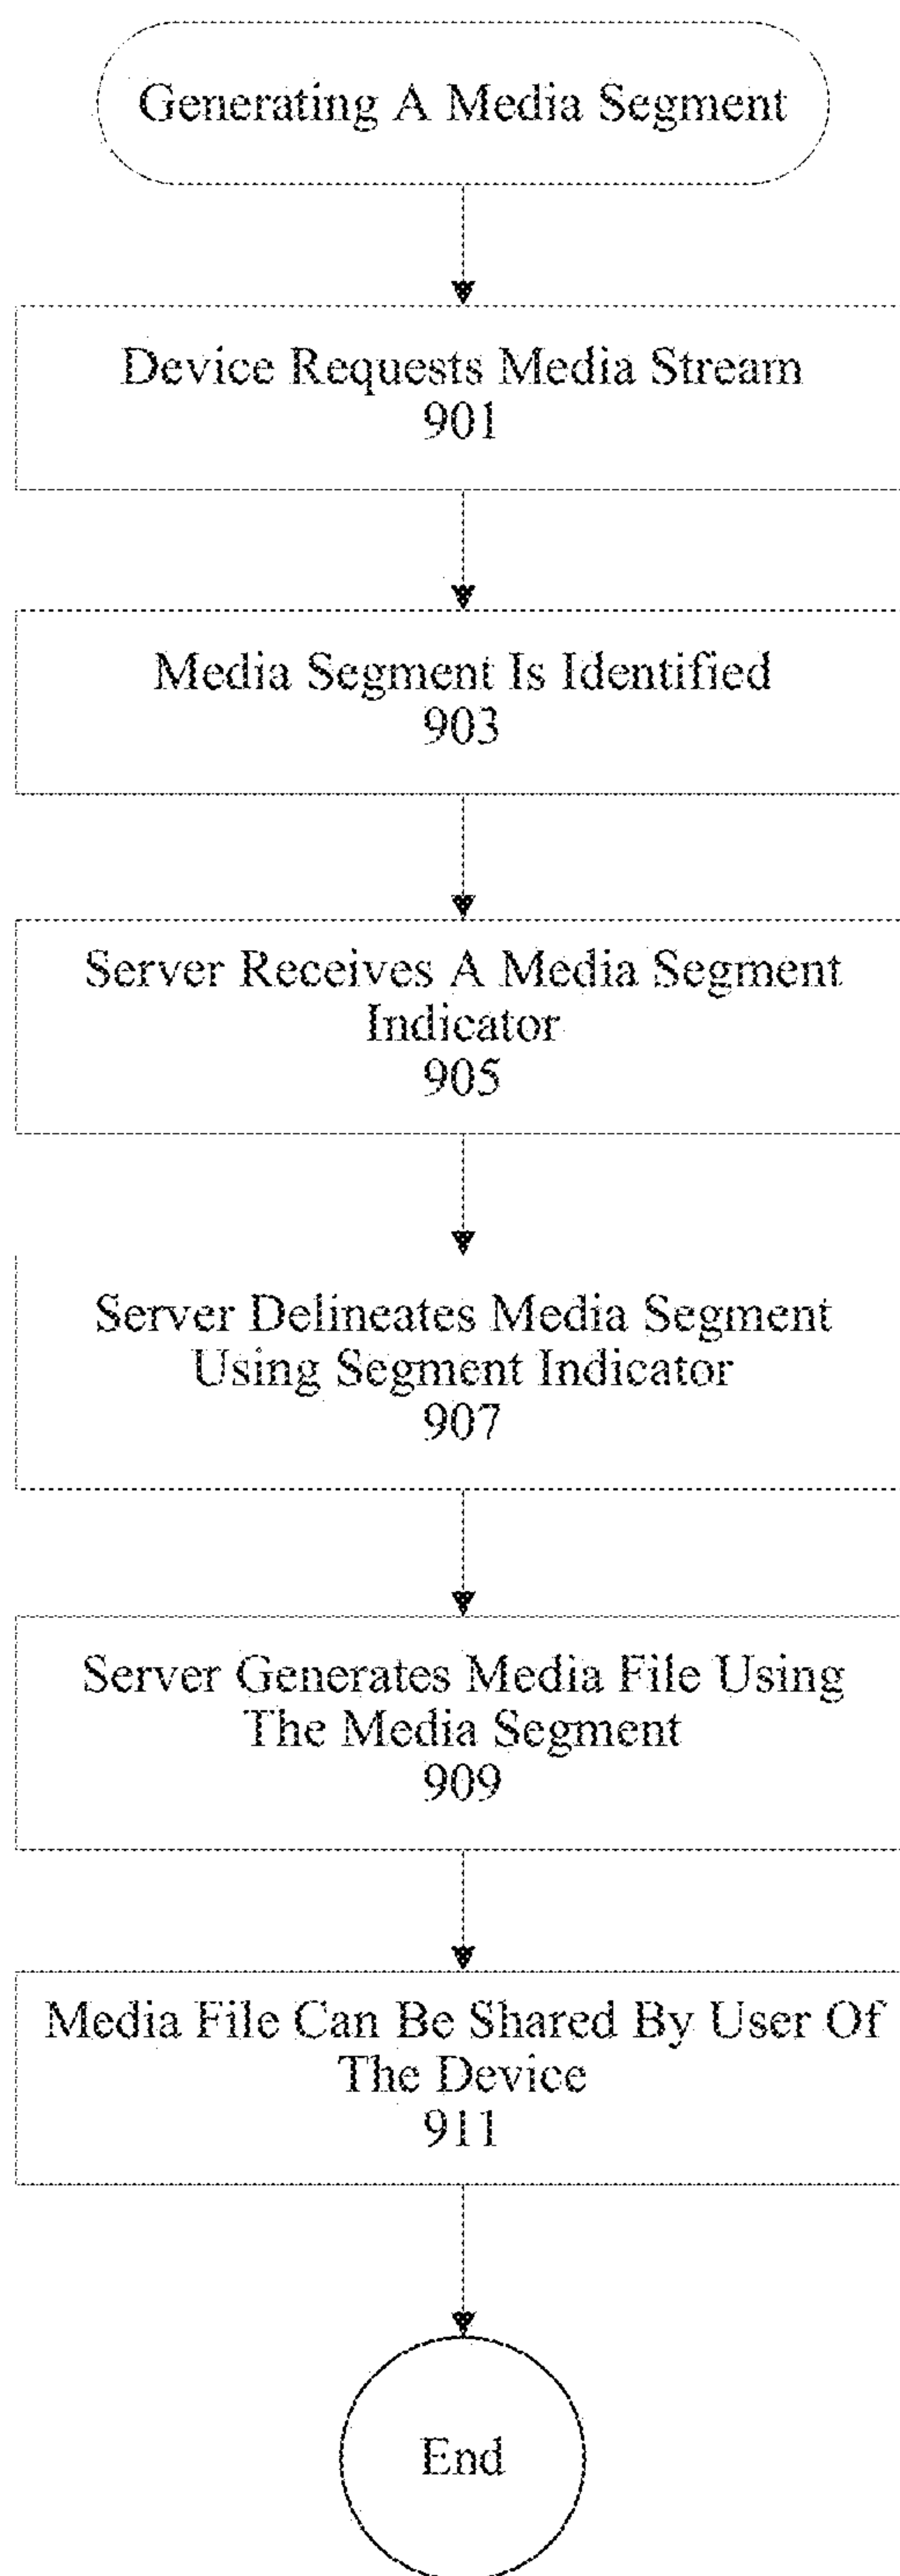 Generating A Media Segment
Device Requests Media Stream
901
Media Segment Is Identified
903
Server Receives A Media Segment
Indicator
905
Server Delineates Media Segment
Using Segment Indicator
907
Server Generates Media File Using
The Media Segment
909
Media File Can Be Shared By User Of
The Device
911
End